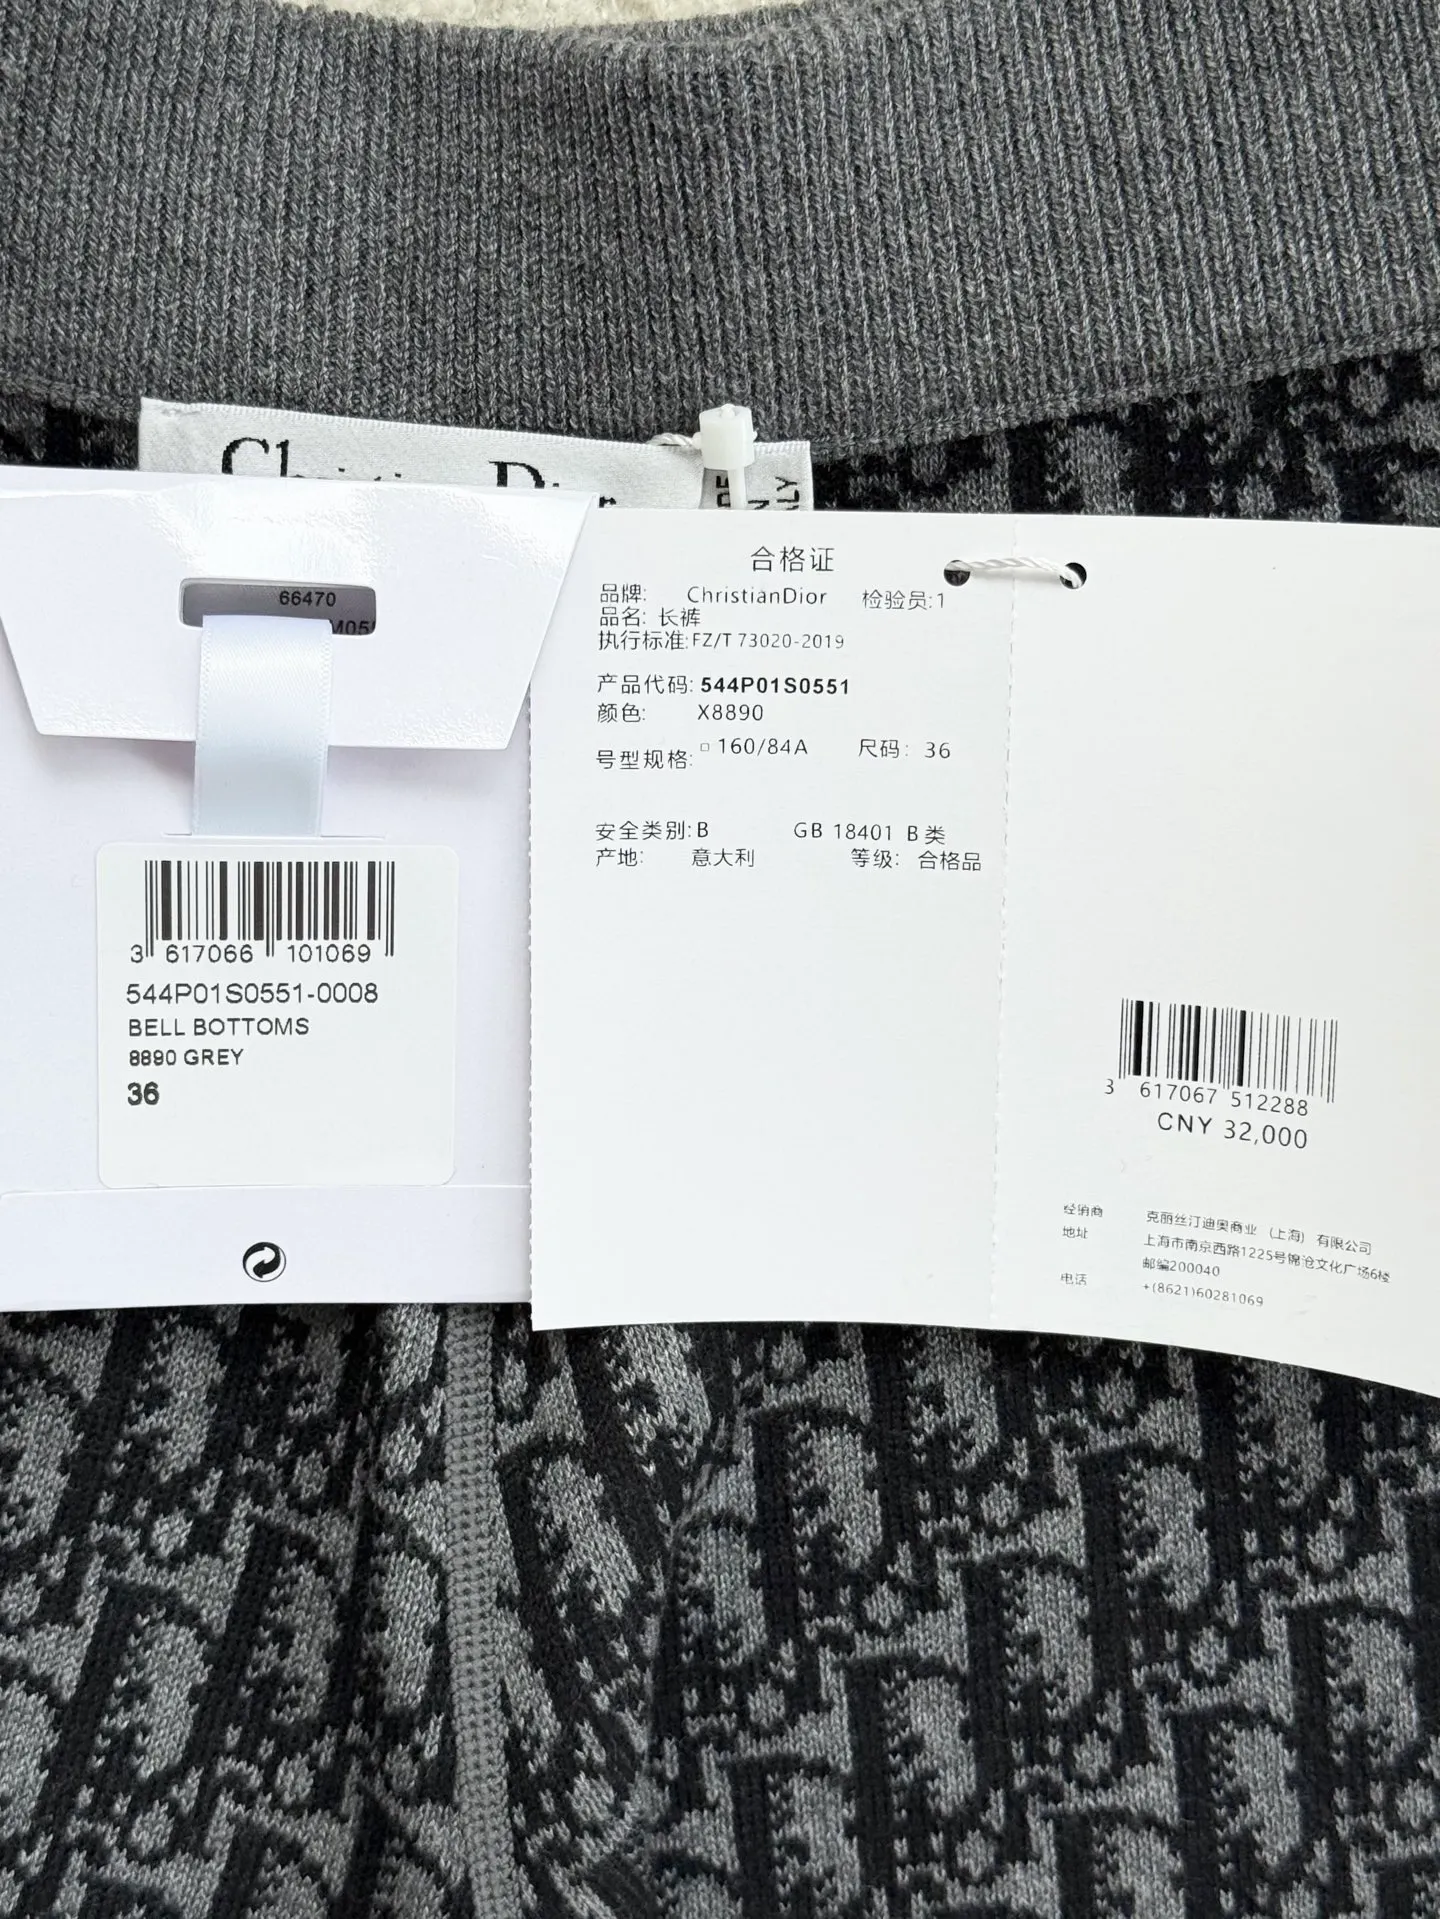 Christian Dior
66470
3 617066 101069
544P01S0551-0008
BELL BOTTOMS
8890 GREY
36
合格证
品牌: ChristianDior 检验员:1
品名: 长裤
执行标准:FZ/T 73020-2019
产品代码: 544P01S0551
颜色: X8890
号型规格: 160/84A 尺码: 36
安全类别:B GB 18401 B 类
产地: 意大利 等级: 合格品
3 617067 512288
CNY 32,000
经销商 克丽丝汀迪奥商业 (上海) 有限公司
地址 上海市南京西路1225号锦沧文化广场6楼
邮编200040
电话 +(8621)60281069